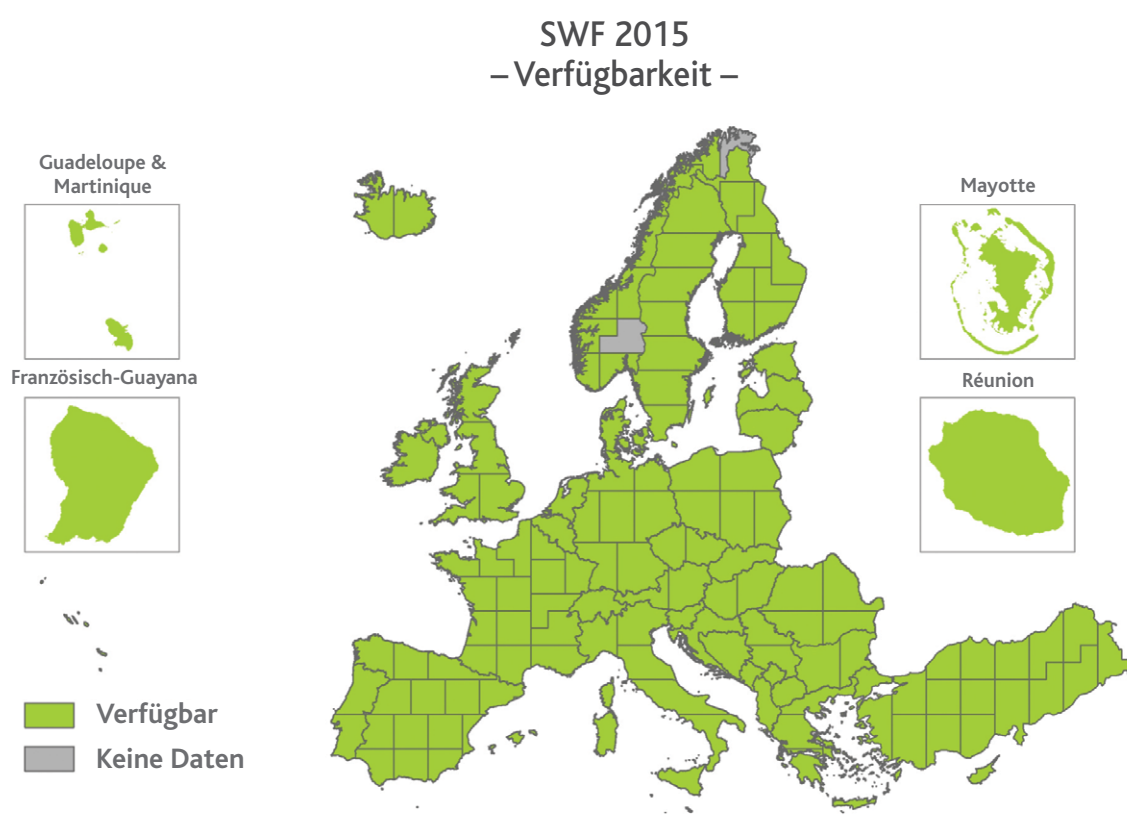 SWF 2015
– Verfügbarkeit –
Guadeloupe &
Martinique
Französisch-Guayana
Mayotte
Réunion
Verfügbar
Keine Daten